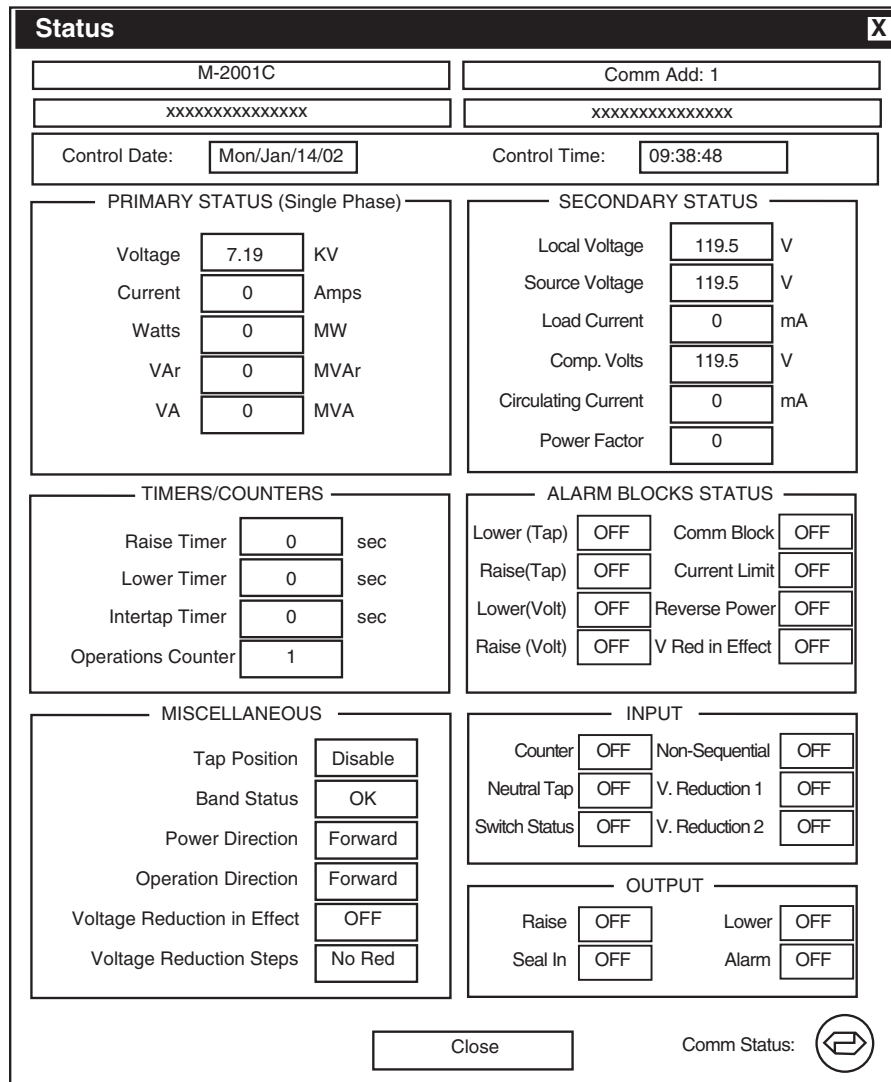 Status X
M-2001C Comm Add: 1
xxxxxxxxxxxxxxx xxxxxxxxxxxxxxx
Control Date: Mon/Jan/14/02 Control Time: 09:38:48
PRIMARY STATUS (Single Phase)
Voltage 7.19 KV
Current 0 Amps
Watts 0 MW
VAr 0 MVAr
VA 0 MVA
SECONDARY STATUS
Local Voltage 119.5 V
Source Voltage 119.5 V
Load Current 0 mA
Comp. Volts 119.5 V
Circulating Current 0 mA
Power Factor 0
TIMERS/COUNTERS
Raise Timer 0 sec
Lower Timer 0 sec
Intertap Timer 0 sec
Operations Counter 1
ALARM BLOCKS STATUS
Lower (Tap) OFF Comm Block OFF
Raise(Tap) OFF Current Limit OFF
Lower(Volt) OFF Reverse Power OFF
Raise (Volt) OFF V Red in Effect OFF
MISCELLANEOUS
Tap Position Disable
Band Status OK
Power Direction Forward
Operation Direction Forward
Voltage Reduction in Effect OFF
Voltage Reduction Steps No Red
INPUT
Counter OFF Non-Sequential OFF
Neutral Tap OFF V. Reduction 1 OFF
Switch Status OFF V. Reduction 2 OFF
OUTPUT
Raise OFF Lower OFF
Seal In OFF Alarm OFF
Close Comm Status: